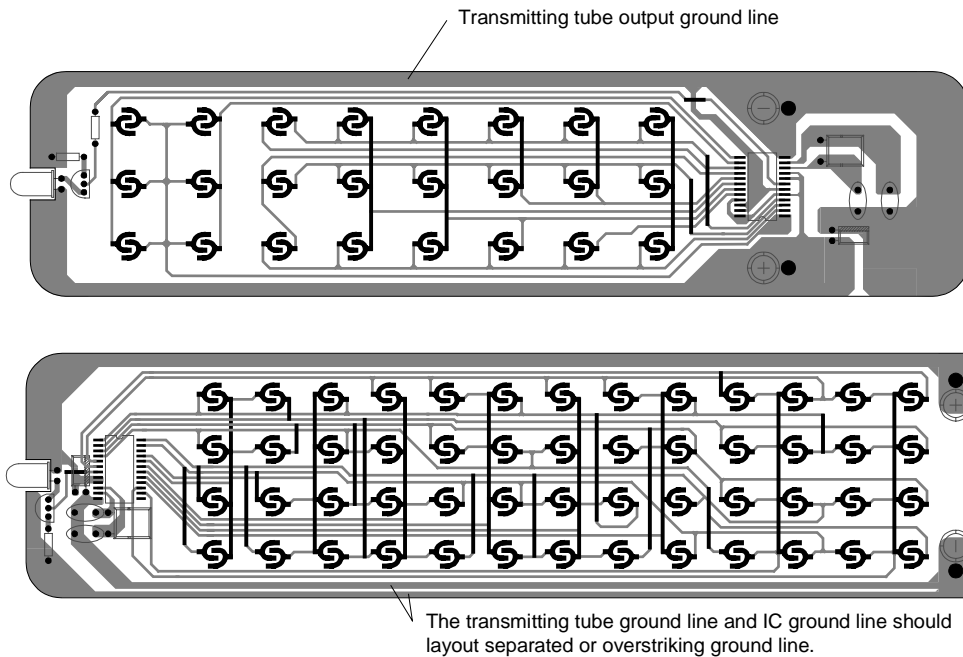 Transmitting tube output ground line
The transmitting tube ground line and IC ground line should
layout separated or overstriking ground line.